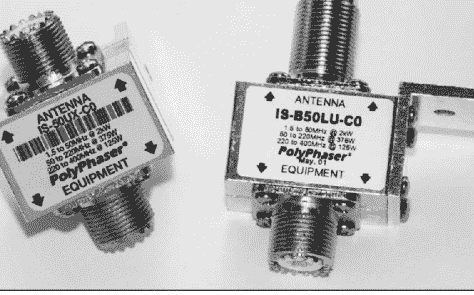 ANTENNA
IS-50UX-C0
1.5 to 50MHz @ 2kW
50 to 220MHz @ 375W
220 to 400MHz @ 125W
PolyPhaser®
EQUIPMENT
ANTENNA
IS-B50LU-C0
1.5 to 50MHz @ 2kW
50 to 220MHz @ 375W
220 to 400MHz @ 125W
PolyPhaser®
May. 01
EQUIPMENT